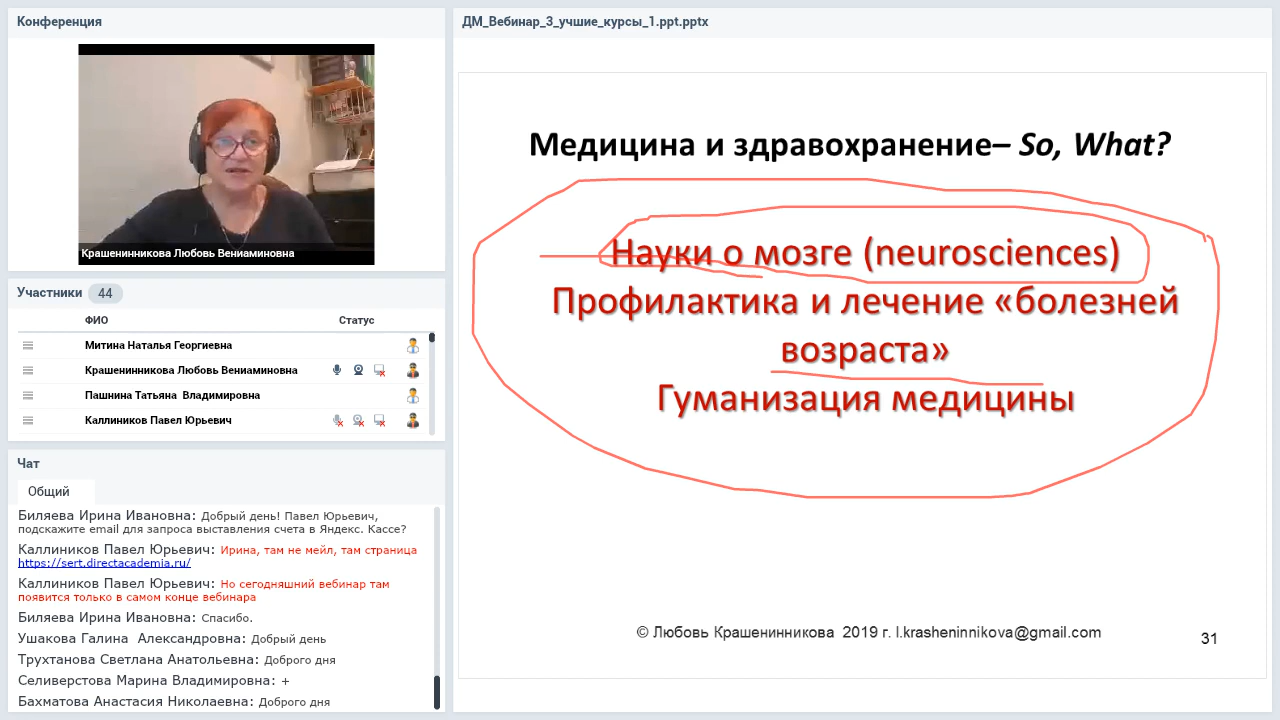 Конференция
Крашенинникова Любовь Вениаминовна
Участники 44
ФИО Статус
Митина Наталья Георгиевна
Крашенинникова Любовь Вениаминовна
Пашнина Татьяна Владимировна
Каллиников Павел Юрьевич
Чат
Общий
Биляева Ирина Ивановна: Добрый день! Павел Юрьевич,
подскажите email для запроса выставления счета в Яндекс. Кассе?
Каллиников Павел Юрьевич: Ирина, там не мейл, там страница
https://sert.directacademia.ru/
Каллиников Павел Юрьевич: Но сегодняшний вебинар там
появится только в самом конце вебинара
Биляева Ирина Ивановна: Спасибо.
Ушакова Галина Александровна: Добрый день
Трухтанова Светлана Анатольевна: Доброго дня
Селиверстова Марина Владимировна: +
Бахматова Анастасия Николаевна: Доброго дня
ДМ_Вебинар_3_учшие_курсы_1.ppt.pptx
Медицина и здравохранение– So, What?
Науки о мозге (neurosciences)
Профилактика и лечение «болезней
возраста»
Гуманизация медицины
© Любовь Крашенинникова 2019 г. l.krasheninnikova@gmail.com
31